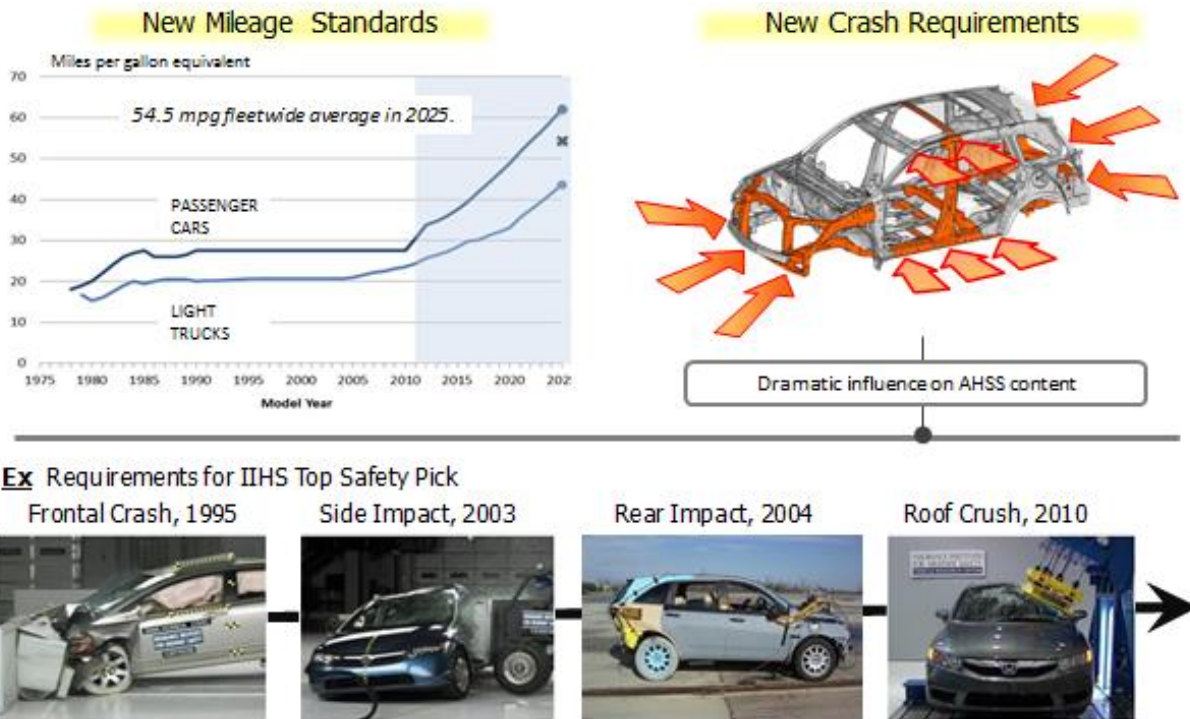 New Mileage Standards
New Crash Requirements
Miles per gallon equivalent
70
60
50
40
30
20
10
0
54.5 mpg fleetwide average in 2025.
PASSENGER
CARS
LIGHT
TRUCKS
1975 1980 1985 1990 1995 2000 2005 2010 2015 2020 2025
Model Year
Dramatic influence on AHSS content
Ex Requirements for IIHS Top Safety Pick
Frontal Crash, 1995
Side Impact, 2003
Rear Impact, 2004
Roof Crush, 2010